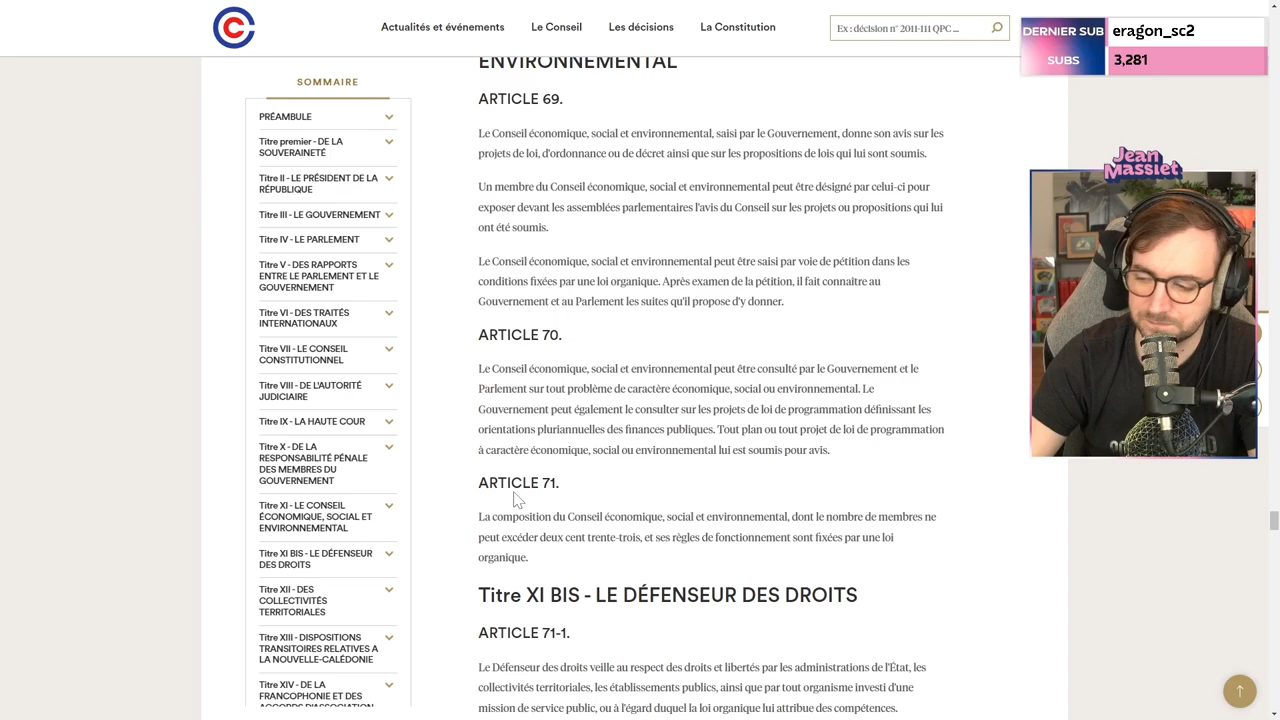 Actualités et événements
Le Conseil
Les décisions
La Constitution
Ex : décision n° 2011-111 QPC ...
DERNIER SUB
eragon_sc2
SUBS
3,281
Jean
Massiet
SOMMAIRE
PRÉAMBULE
Titre premier - DE LA
SOUVERAINETÉ
Titre II - LE PRÉSIDENT DE LA
RÉPUBLIQUE
Titre III - LE GOUVERNEMENT
Titre IV - LE PARLEMENT
Titre V - DES RAPPORTS
ENTRE LE PARLEMENT ET LE
GOUVERNEMENT
Titre VI - DES TRAITÉS
INTERNATIONAUX
Titre VII - LE CONSEIL
CONSTITUTIONNEL
Titre VIII - DE L'AUTORITÉ
JUDICIAIRE
Titre IX - LA HAUTE COUR
Titre X - DE LA
RESPONSABILITÉ PÉNALE
DES MEMBRES DU
GOUVERNEMENT
Titre XI - LE CONSEIL
ÉCONOMIQUE, SOCIAL ET
ENVIRONNEMENTAL
Titre XI BIS - LE DÉFENSEUR
DES DROITS
Titre XII - DES
COLLECTIVITÉS
TERRITORIALES
Titre XIII - DISPOSITIONS
TRANSITOIRES RELATIVES A
LA NOUVELLE-CALÉDONIE
Titre XIV - DE LA
FRANCOPHONIE ET DES
ACCORDS D'ASSOCIATION
ENVIRONNEMENTAL
ARTICLE 69.
Le Conseil économique, social et environnemental, saisi par le Gouvernement, donne son avis sur les
projets de loi, d'ordonnance ou de décret ainsi que sur les propositions de lois qui lui sont soumis.
Un membre du Conseil économique, social et environnemental peut être désigné par celui-ci pour
exposer devant les assemblées parlementaires l'avis du Conseil sur les projets ou propositions qui lui
ont été soumis.
Le Conseil économique, social et environnemental peut être saisi par voie de pétition dans les
conditions fixées par une loi organique. Après examen de la pétition, il fait connaître au
Gouvernement et au Parlement les suites qu'il propose d'y donner.
ARTICLE 70.
Le Conseil économique, social et environnemental peut être consulté par le Gouvernement et le
Parlement sur tout problème de caractère économique, social ou environnemental. Le
Gouvernement peut également le consulter sur les projets de loi de programmation définissant les
orientations pluriannuelles des finances publiques. Tout plan ou tout projet de loi de programmation
à caractère économique, social ou environnemental lui est soumis pour avis.
ARTICLE 71.
La composition du Conseil économique, social et environnemental, dont le nombre de membres ne
peut excéder deux cent trente-trois, et ses règles de fonctionnement sont fixées par une loi
organique.
Titre XI BIS - LE DÉFENSEUR DES DROITS
ARTICLE 71-1.
Le Défenseur des droits veille au respect des droits et libertés par les administrations de l'État, les
collectivités territoriales, les établissements publics, ainsi que par tout organisme investi d'une
mission de service public, ou à l'égard duquel la loi organique lui attribue des compétences.